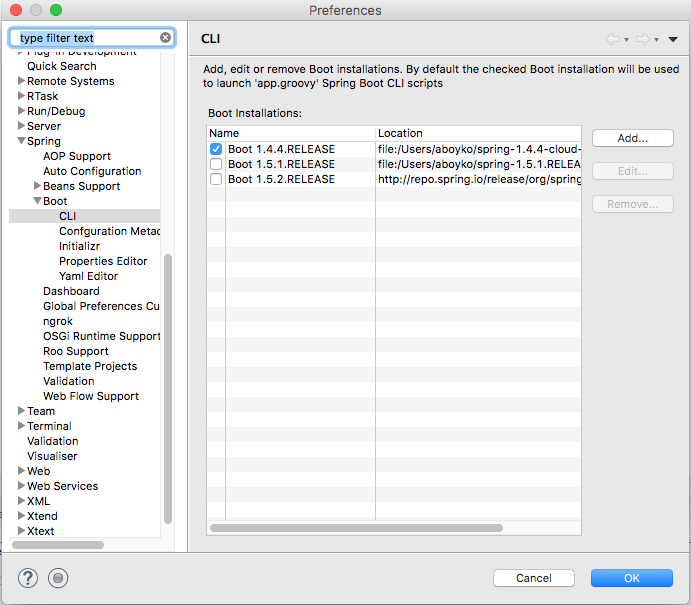 Preferences
type filter text
Plug-in Development
Quick Search
Remote Systems
RTask
Run/Debug
Server
Spring
AOP Support
Auto Configuration
Beans Support
Boot
CLI
Confguration Metac
Initializr
Properties Editor
Yaml Editor
Dashboard
Global Preferences Cu
ngrok
OSGi Runtime Support
Roo Support
Template Projects
Validation
Web Flow Support
Team
Terminal
Validation
Visualiser
Web
Web Services
XML
Xtend
Xtext
CLI
Add, edit or remove Boot installations. By default the checked Boot installation will be used
to launch 'app.groovy' Spring Boot CLI scripts
Boot Installations:
Name Location
Boot 1.4.4.RELEASE file:/Users/aboyko/spring-1.4.4-cloud-
Boot 1.5.1.RELEASE file:/Users/aboyko/spring-1.5.1.RELEA
Boot 1.5.2.RELEASE http://repo.spring.io/release/org/spring
Add...
Edit...
Remove...
?
Cancel
OK